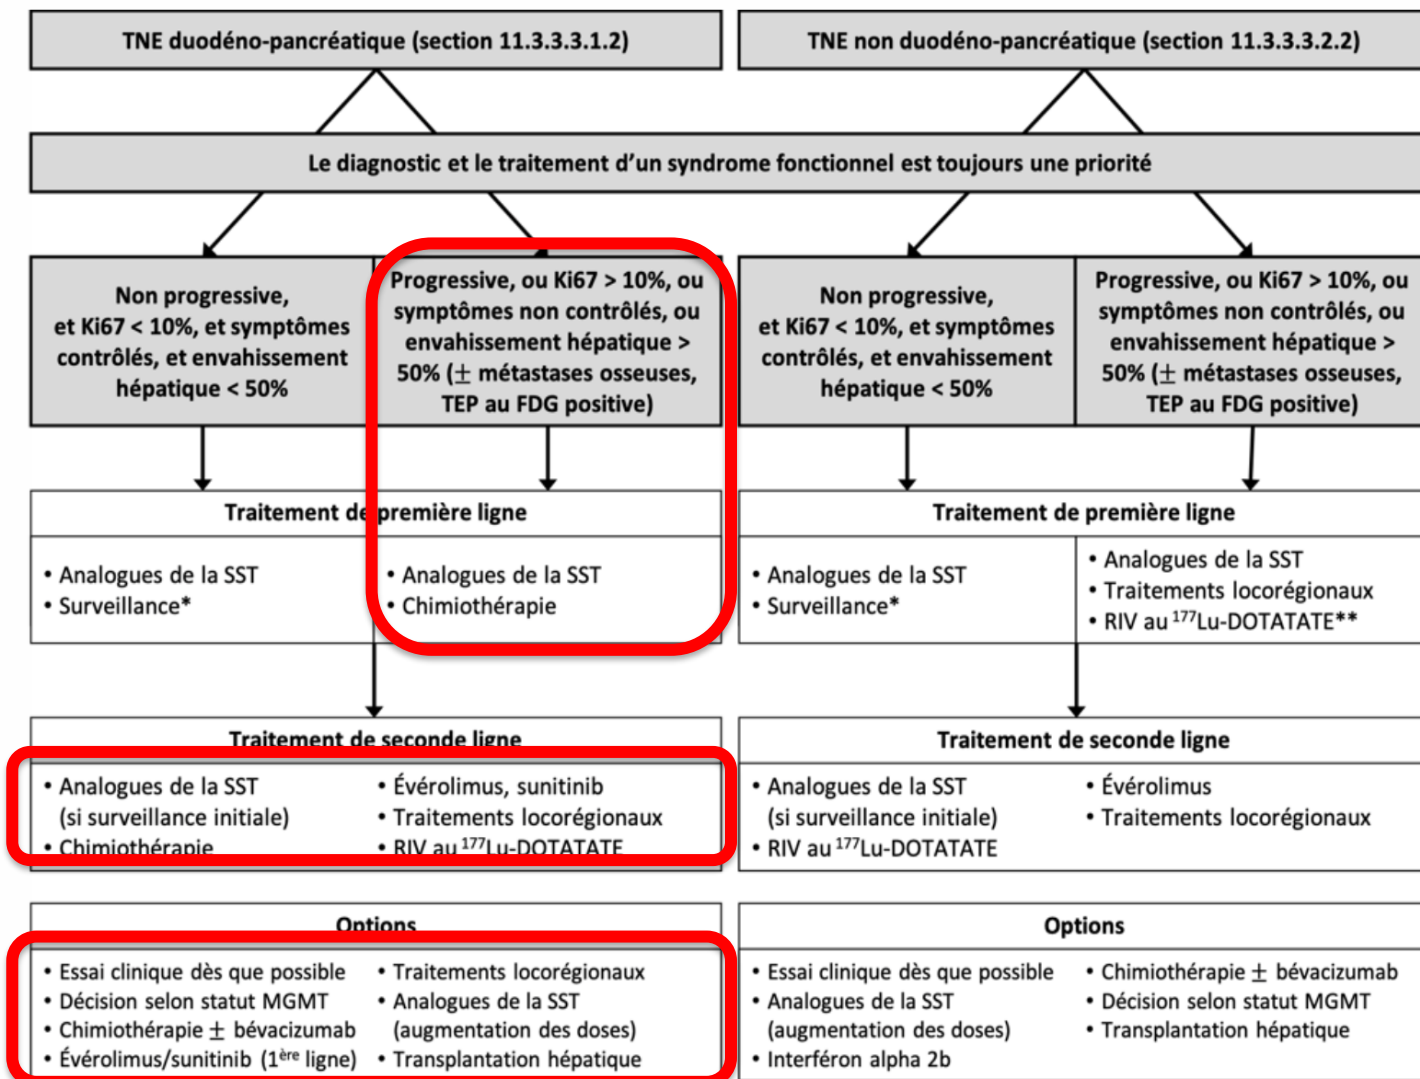 TNE duodéno-pancréatique (section 11.3.3.3.1.2)
TNE non duodéno-pancréatique (section 11.3.3.3.2.2)
Le diagnostic et le traitement d’un syndrome fonctionnel est toujours une priorité
Non progressive,
et Ki67 < 10%, et symptômes
contrôlés, et envahissement
hépatique < 50%
Progressive, ou Ki67 > 10%, ou
symptômes non contrôlés, ou
envahissement hépatique >
50% (± métastases osseuses,
TEP au FDG positive)
Non progressive,
et Ki67 < 10%, et symptômes
contrôlés, et envahissement
hépatique < 50%
Progressive, ou Ki67 > 10%, ou
symptômes non contrôlés, ou
envahissement hépatique >
50% (± métastases osseuses,
TEP au FDG positive)
Traitement de première ligne
• Analogues de la SST
• Surveillance*
• Analogues de la SST
• Chimiothérapie
Traitement de première ligne
• Analogues de la SST
• Surveillance*
• Analogues de la SST
• Traitements locorégionaux
• RIV au ¹⁷⁷Lu-DOTATATE**
Traitement de seconde ligne
• Analogues de la SST
(si surveillance initiale)
• Chimiothérapie
• Évérolimus, sunitinib
• Traitements locorégionaux
• RIV au ¹⁷⁷Lu-DOTATATE
Traitement de seconde ligne
• Analogues de la SST
(si surveillance initiale)
• RIV au ¹⁷⁷Lu-DOTATATE
• Évérolimus
• Traitements locorégionaux
Options
• Essai clinique dès que possible
• Décision selon statut MGMT
• Chimiothérapie ± bévacizumab
• Évérolimus/sunitinib (1ère ligne)
• Traitements locorégionaux
• Analogues de la SST
(augmentation des doses)
• Transplantation hépatique
Options
• Essai clinique dès que possible
• Analogues de la SST
(augmentation des doses)
• Interféron alpha 2b
• Chimiothérapie ± bévacizumab
• Décision selon statut MGMT
• Transplantation hépatique